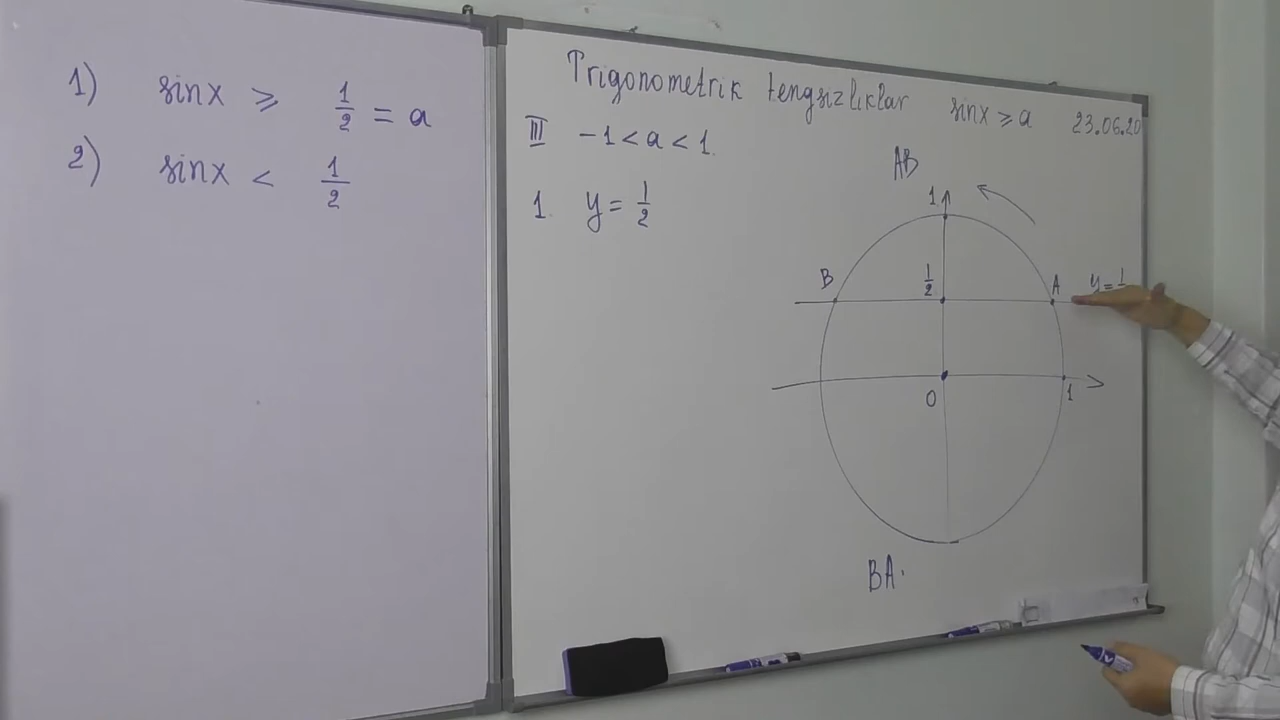 1) sinx ⩾ 1/2 = a
2) sinx < 1/2
Trigonometrik tengsizliklar sinx ⩾ a 23.06.20
III -1 < a < 1.
1. y = 1/2
AB
1
B
1/2
A
y =
O
1
BA